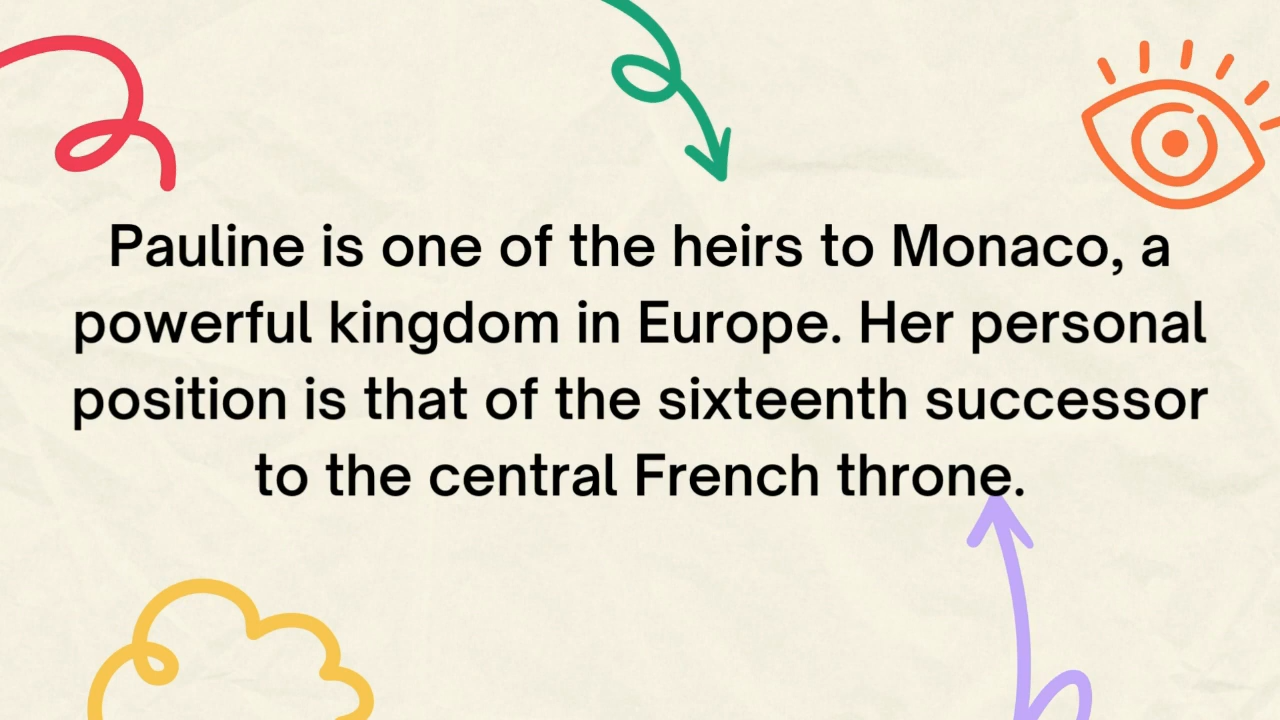 Pauline is one of the heirs to Monaco, a
powerful kingdom in Europe. Her personal
position is that of the sixteenth successor
to the central French throne.